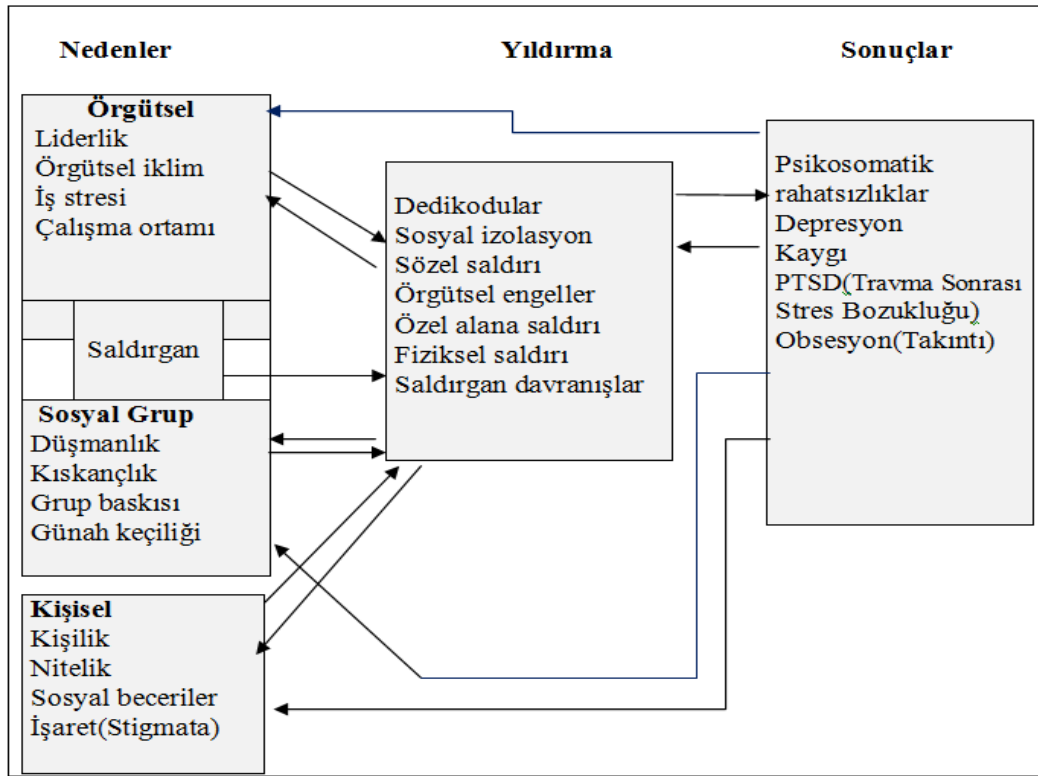 Nedenler
Yıldırma
Sonuçlar
Örgütsel
Liderlik
Örgütsel iklim
İş stresi
Çalışma ortamı
Saldırgan
Sosyal Grup
Düşmanlık
Kıskançlık
Grup baskısı
Günah keçiliği
Kişisel
Kişilik
Nitelik
Sosyal beceriler
İşaret(Stigmata)
Dedikodular
Sosyal izolasyon
Sözel saldırı
Örgütsel engeller
Özel alana saldırı
Fiziksel saldırı
Saldırgan davranışlar
Psikosomatik
rahatsızlıklar
Depresyon
Kaygı
PTSD(Travma Sonrası
Stres Bozukluğu)
Obsesyon(Takıntı)